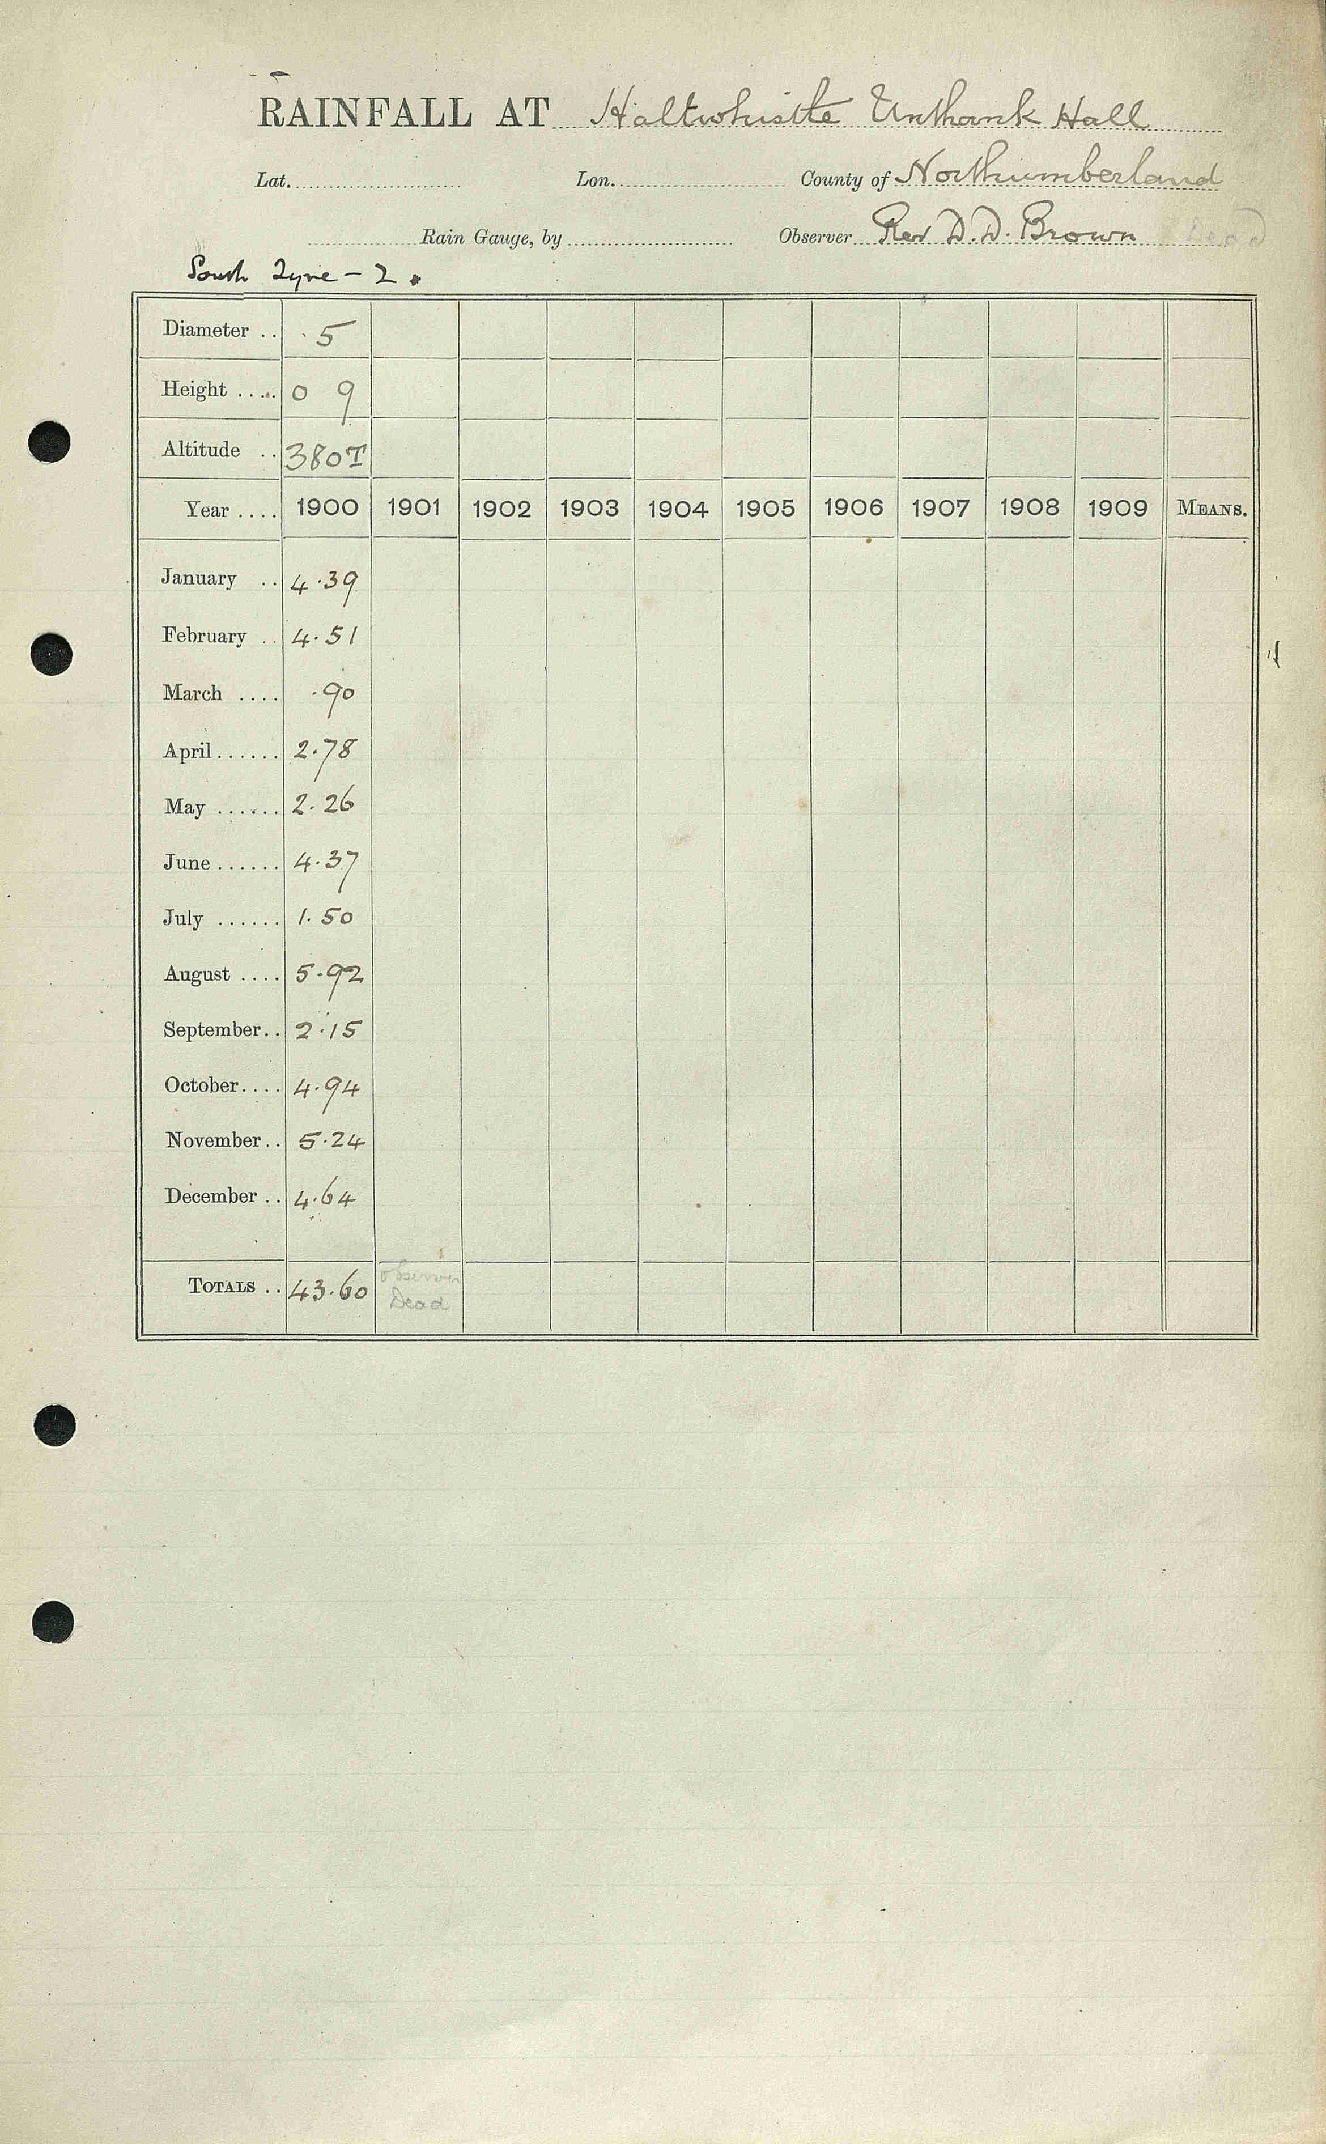 RAINFALL AT Haltwhistle Unthank Hall
Lat. Lon. County of Northumberland
Rain Gauge, by Observer Rev D. D. Brown Dead
South Tyne - 2.
Diameter .. 5
Height .... 0 9
Altitude .. 380T
Year .... 1900 1901 1902 1903 1904 1905 1906 1907 1908 1909 MEANS.
January .. 4.39
February .. 4.51
March .... .90
April ...... 2.78
May ...... 2.26
June ...... 4.37
July ...... 1.50
August .... 5.92
September.. 2.15
October.... 4.94
November.. 5.24
December .. 4.64
TOTALS .. 43.60 observer
Dead